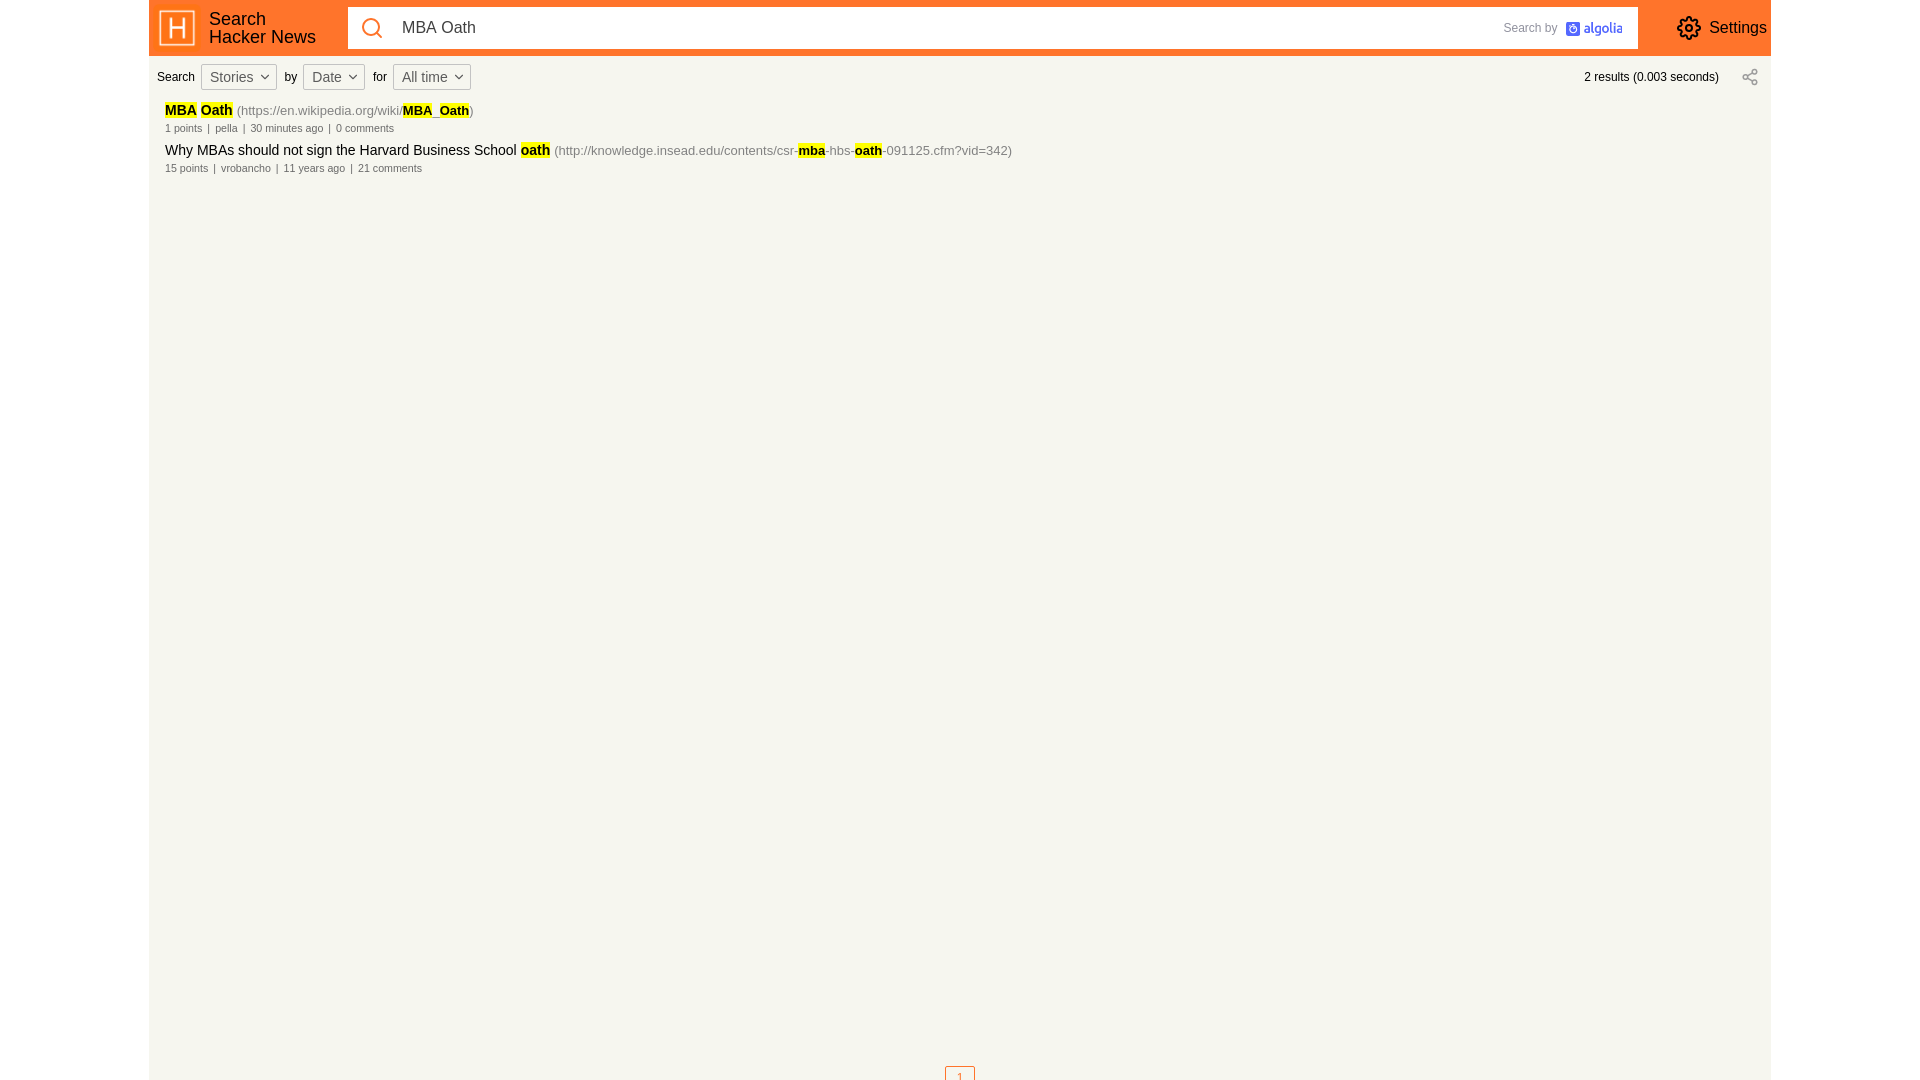 Search
Hacker News
MBA Oath
Search by algolia
Settings
Search Stories by Date for All time
2 results (0.003 seconds)
MBA Oath (https://en.wikipedia.org/wiki/MBA_Oath)
1 points | pella | 30 minutes ago | 0 comments
Why MBAs should not sign the Harvard Business School oath (http://knowledge.insead.edu/contents/csr-mba-hbs-oath-091125.cfm?vid=342)
15 points | vrobancho | 11 years ago | 21 comments
1